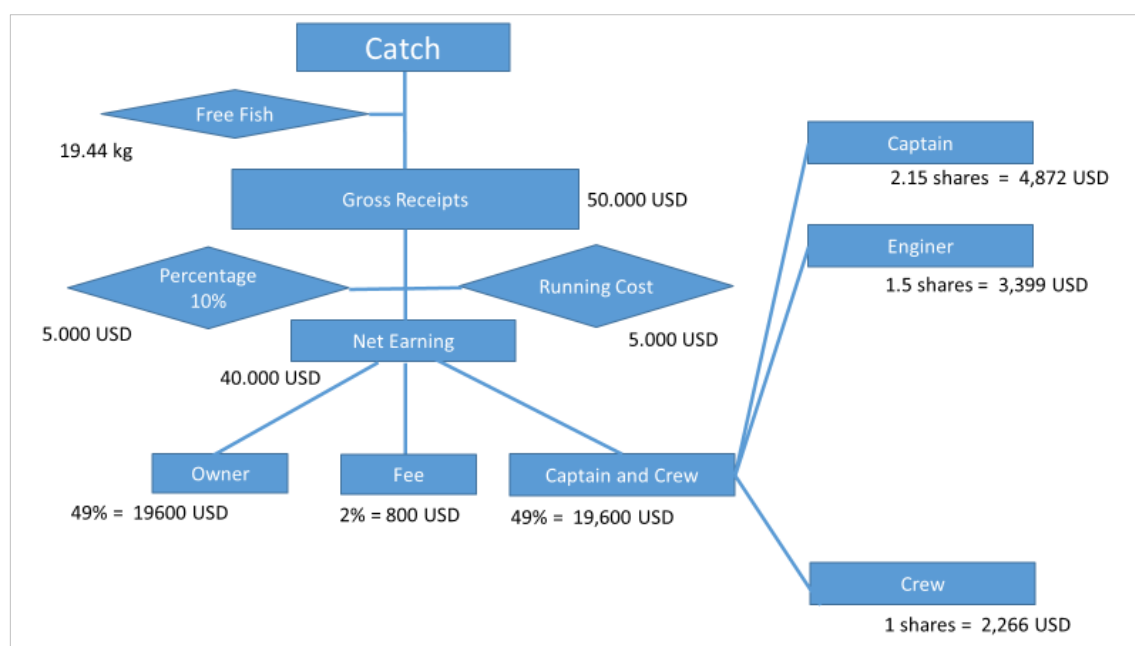 Catch
Free Fish
19.44 kg
Gross Receipts
50.000 USD
Percentage
10%
5.000 USD
Running Cost
5.000 USD
Net Earning
40.000 USD
Owner
49% = 19600 USD
Fee
2% = 800 USD
Captain and Crew
49% = 19,600 USD
Captain
2.15 shares = 4,872 USD
Enginer
1.5 shares = 3,399 USD
Crew
1 shares = 2,266 USD